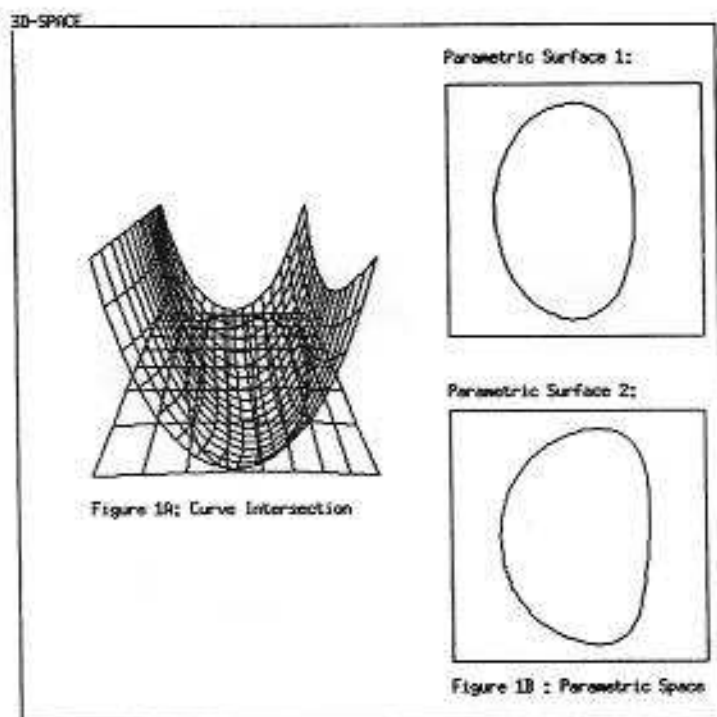 3D-SPACE
Parametric Surface 1:
Parametric Surface 2:
Figure 1A: Curve Intersection
Figure 1B : Parametric Space